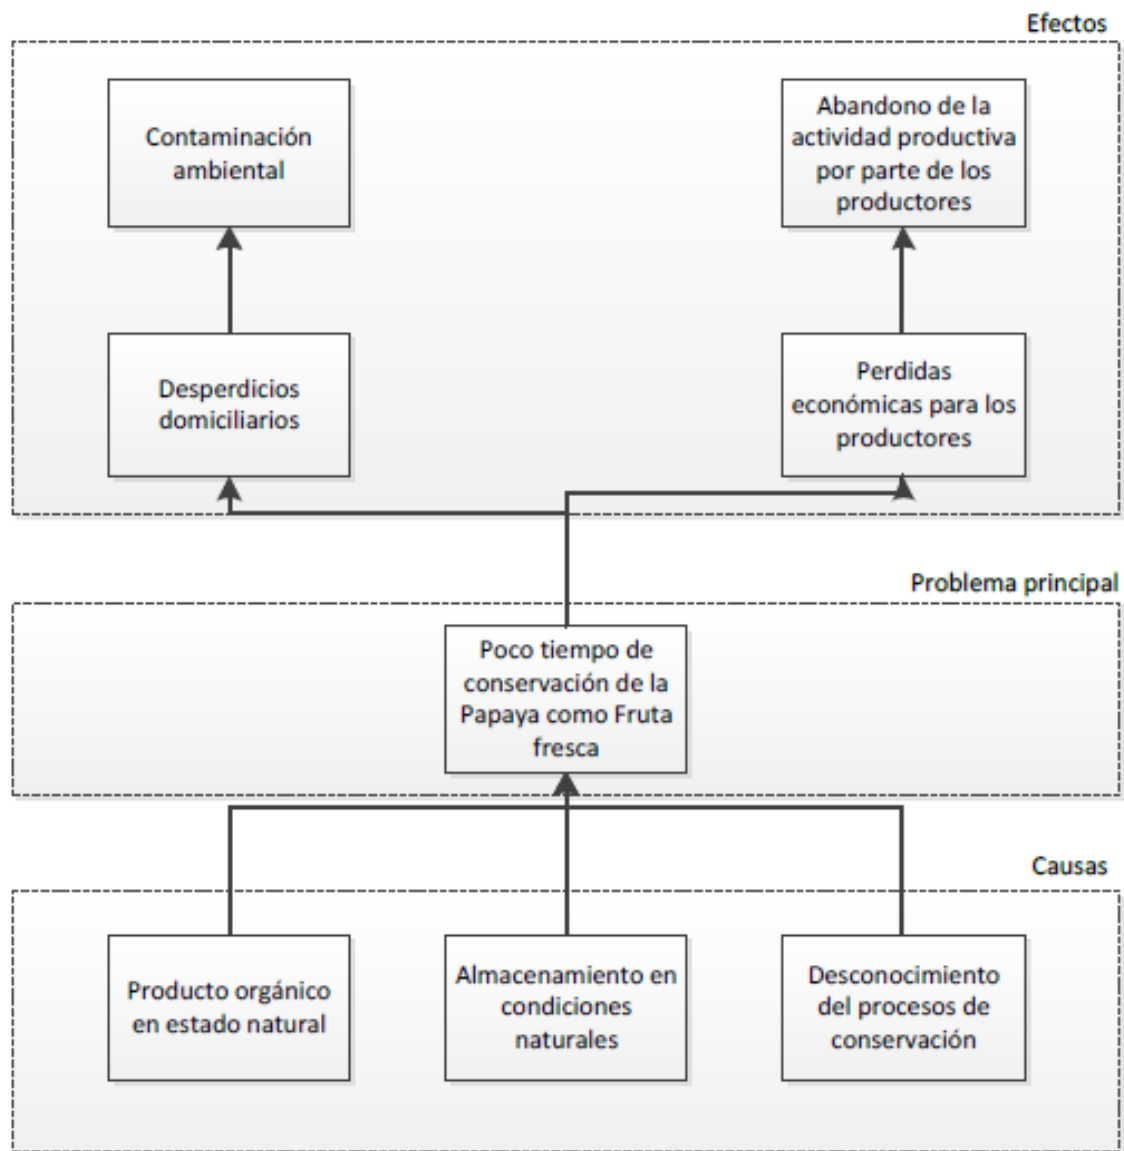 Efectos
Contaminación
ambiental
Abandono de la
actividad productiva
por parte de los
productores
Desperdicios
domiciliarios
Perdidas
económicas para los
productores
Problema principal
Poco tiempo de
conservación de la
Papaya como Fruta
fresca
Causas
Producto orgánico
en estado natural
Almacenamiento en
condiciones
naturales
Desconocimiento
del procesos de
conservación